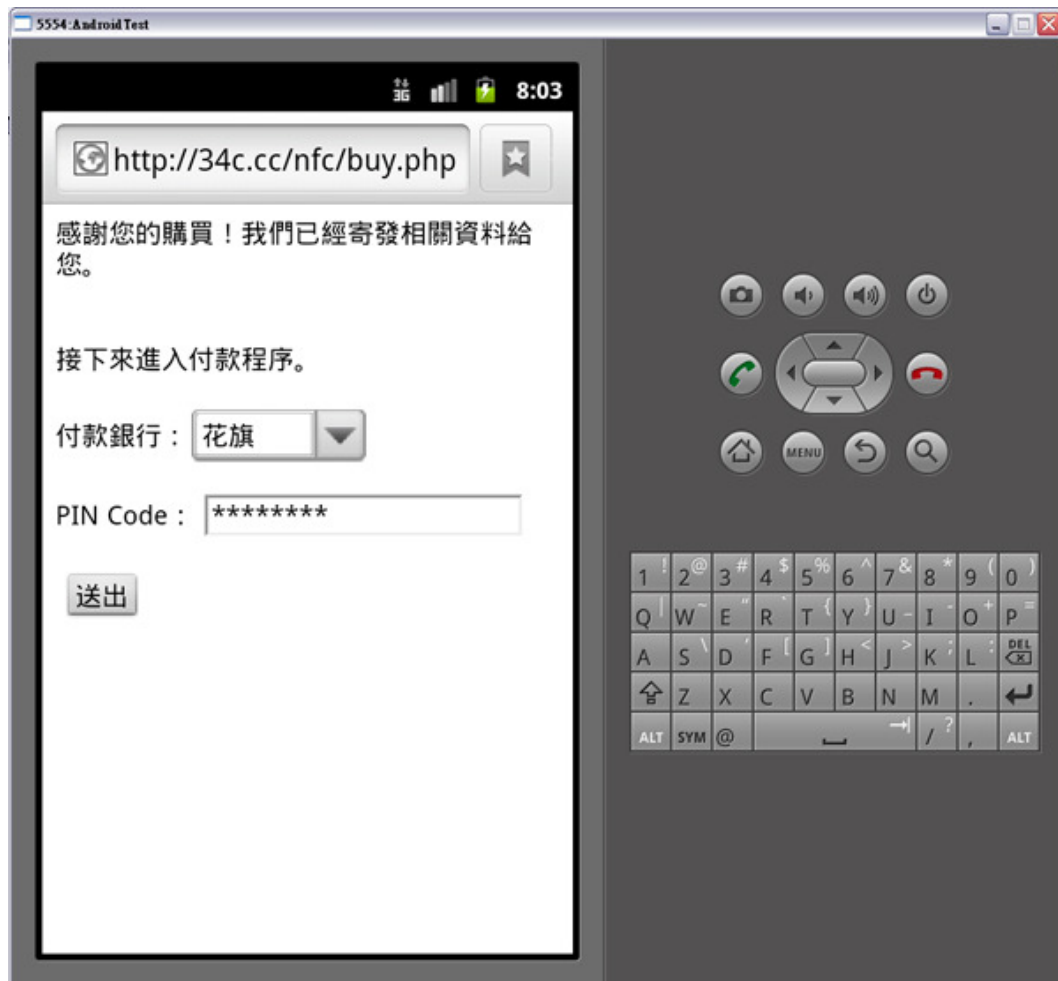 5554:AndroidTest
3G 8:03
http://34c.cc/nfc/buy.php
感謝您的購買！我們已經寄發相關資料給
您。
接下來進入付款程序。
付款銀行： 花旗
PIN Code： ********
送出
MENU
1 ! 2 @ 3 # 4 $ 5 % 6 ^ 7 & 8 * 9 ( 0 )
Q | W ~ E " R ` T { Y } U _ I - O + P =
A S \ D ' F [ G ] H < J > K ; L : DEL
Z X C V B N M .
ALT SYM @ / ? , ALT